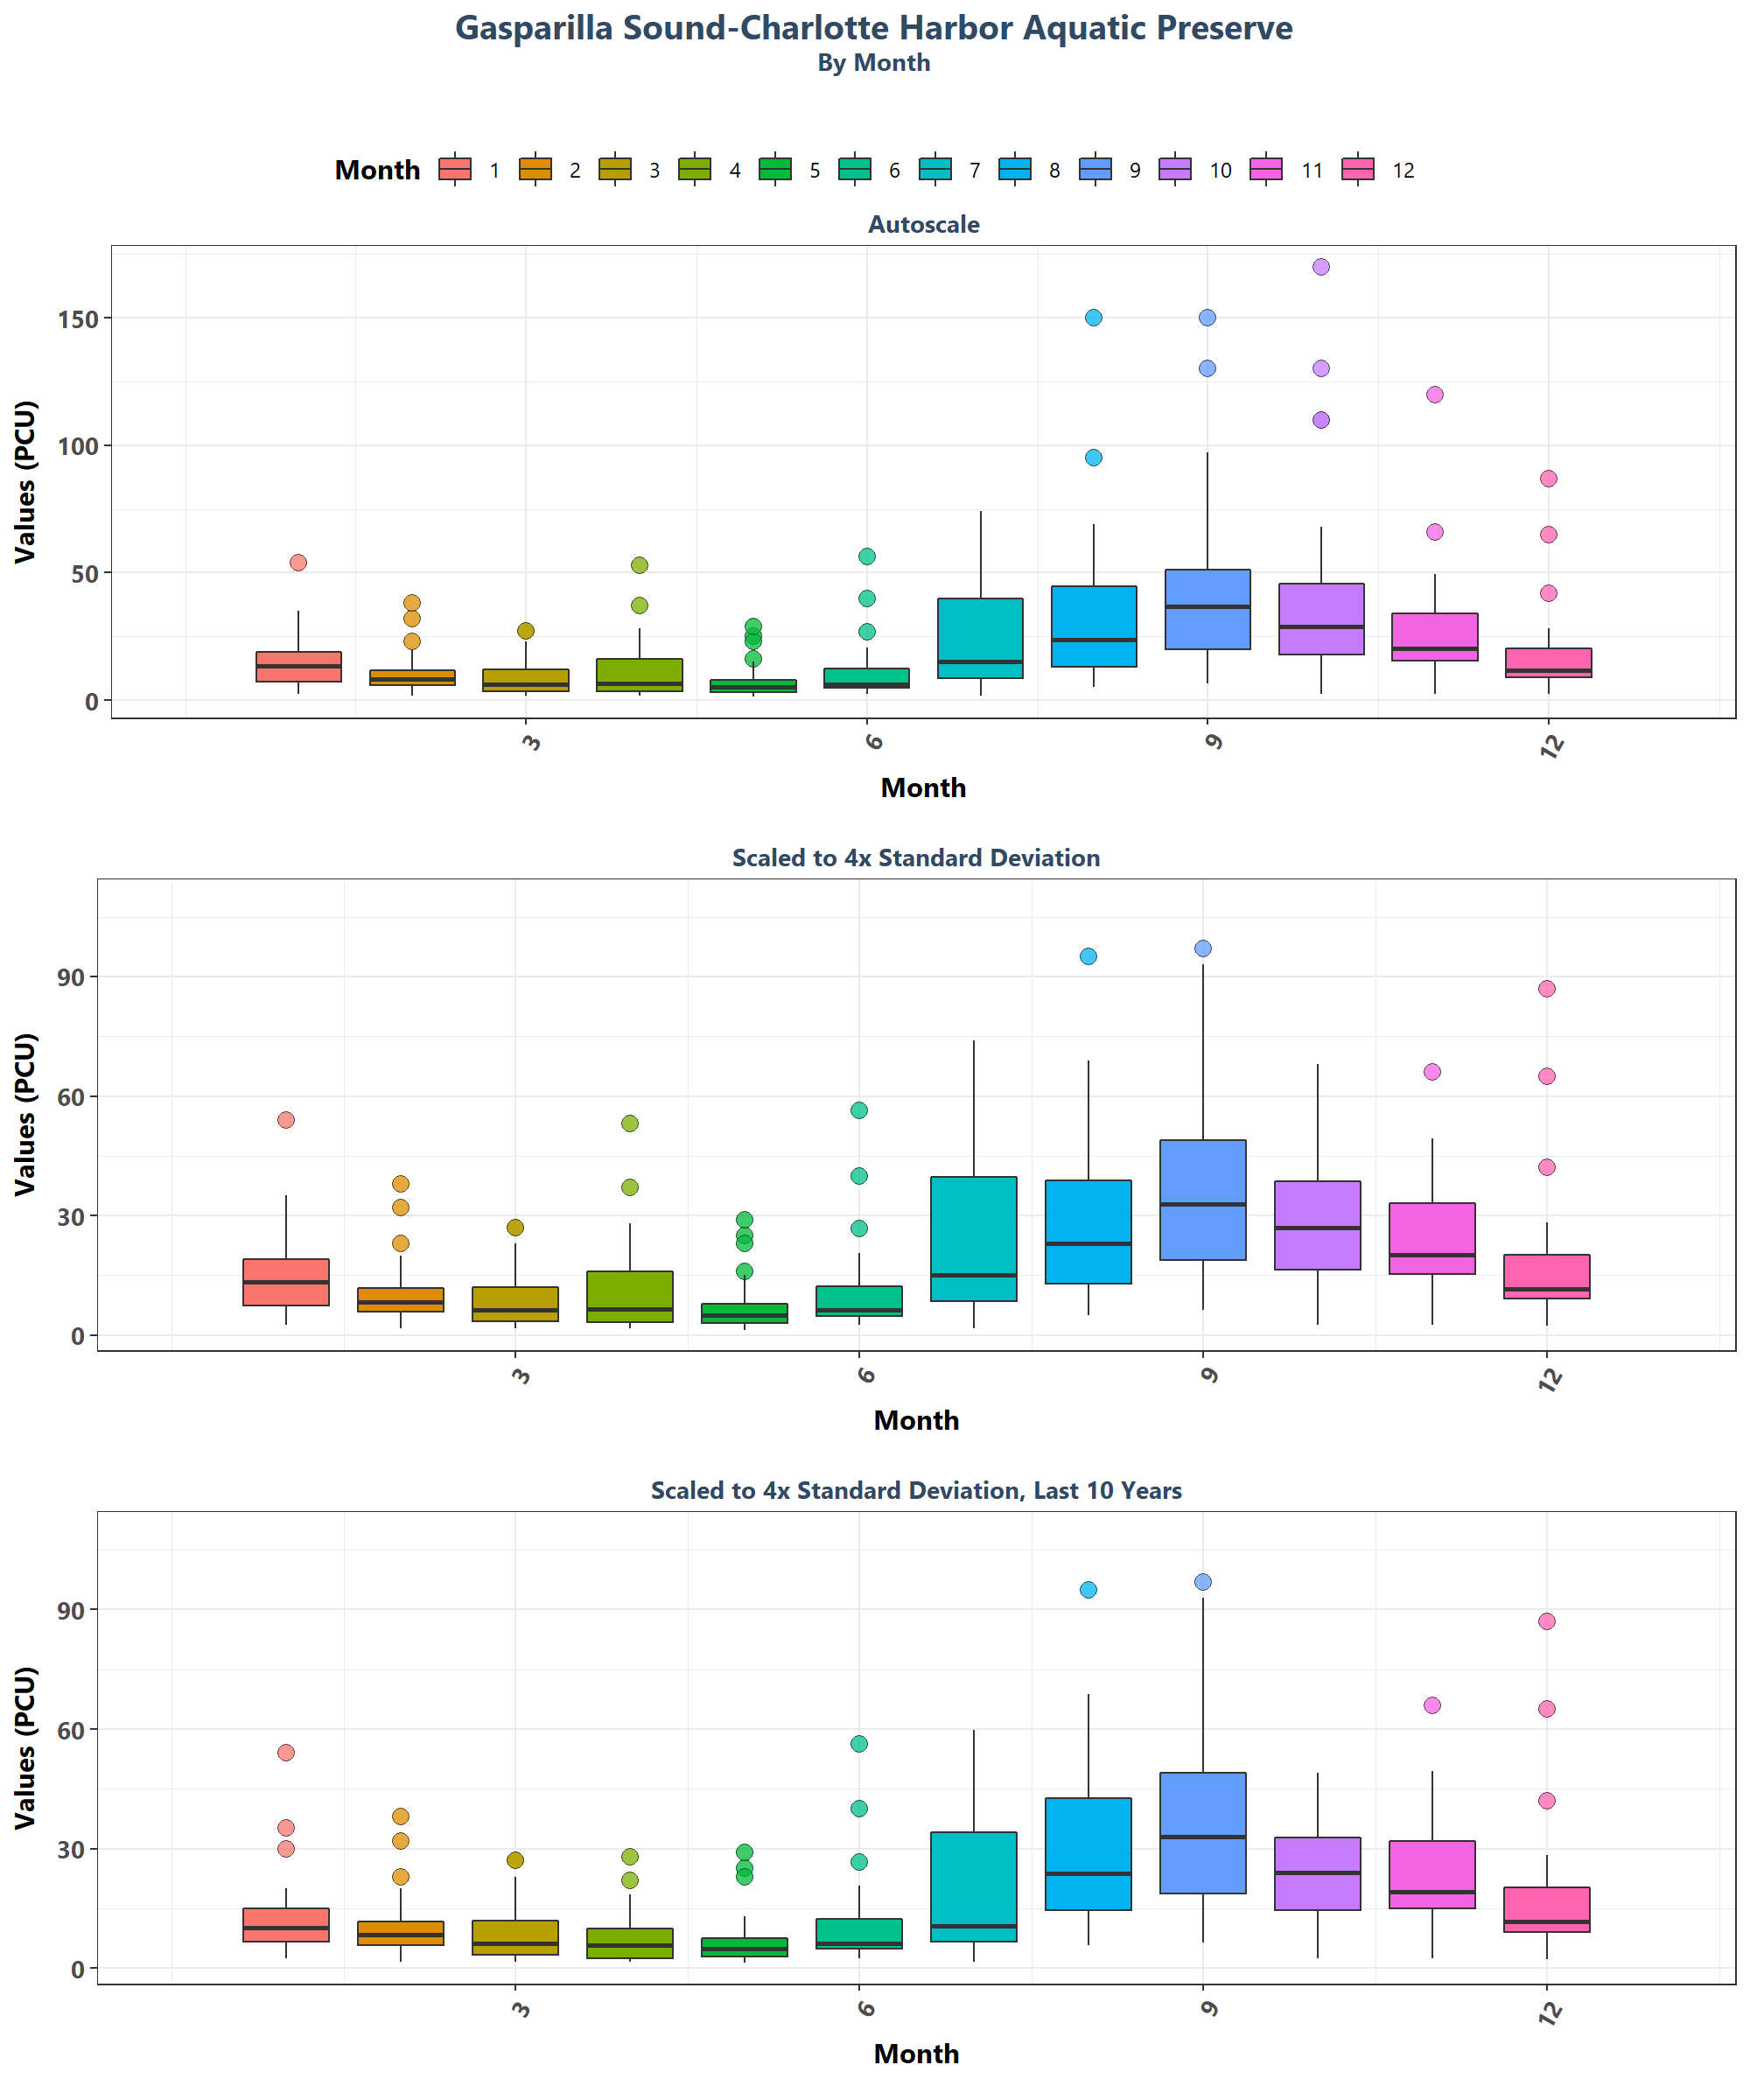 Gasparilla Sound-Charlotte Harbor Aquatic Preserve
By Month
Month 1 2 3 4 5 6 7 8 9 10 11 12
Autoscale
Values (PCU)
150
100
50
0
3 6 9 12
Month
Scaled to 4x Standard Deviation
Values (PCU)
90
60
30
0
3 6 9 12
Month
Scaled to 4x Standard Deviation, Last 10 Years
Values (PCU)
90
60
30
0
3 6 9 12
Month